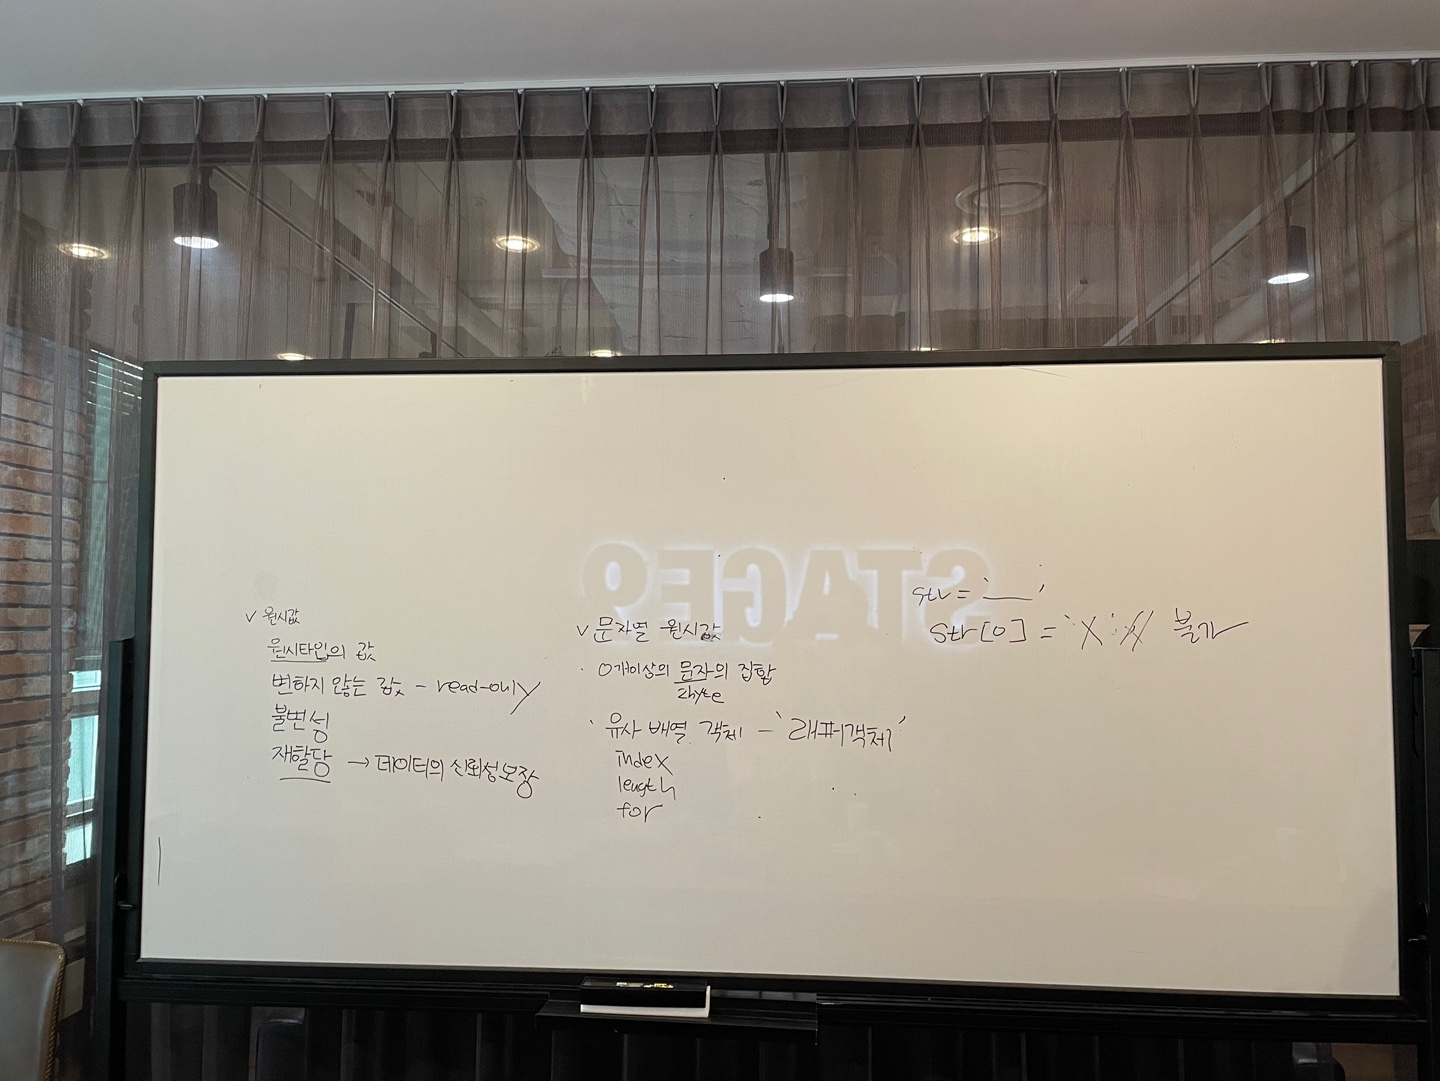 ∨ 원시값
원시타입의 값
변하지 않는 값 - read-only
불변성
재할당 → 데이터의 신뢰성 보장
∨ 문자열 원시값
· 0개이상의 문자의 집합
2byte
· 유사 배열 객체 - '래퍼객체'
index
length
for
str = '__'
str[0] = 'X' 불가
STAGE9